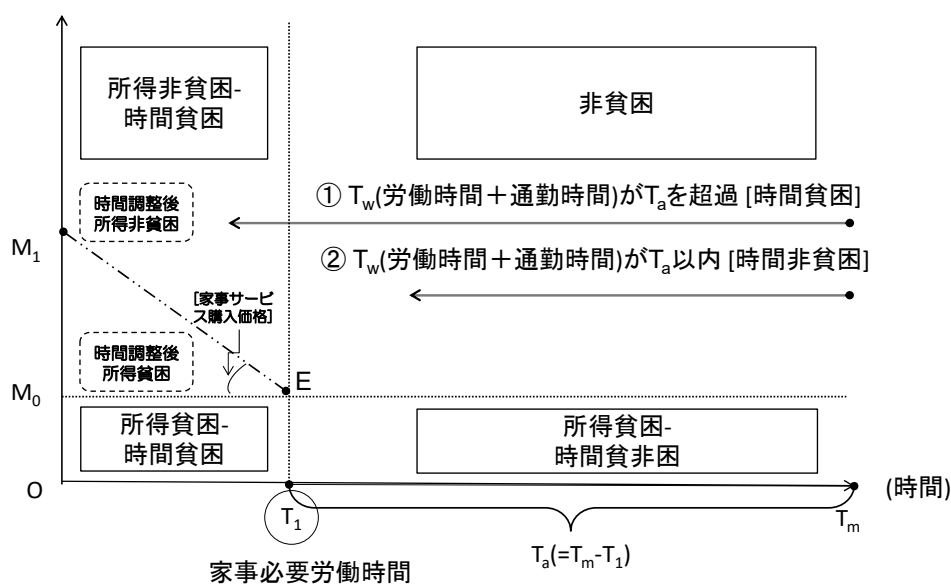 所得非貧困-
時間貧困
非貧困
① Tw(労働時間＋通勤時間)がTaを超過 [時間貧困]
時間調整後
所得非貧困
M1
② Tw(労働時間＋通勤時間)がTa以内 [時間非貧困]
[家事サービ
ス購入価格]
時間調整後
所得貧困
E
M0
所得貧困-
時間貧困
所得貧困-
時間貧非困
O
(時間)
T1
Tm
Ta(=Tm-T1)
家事必要労働時間